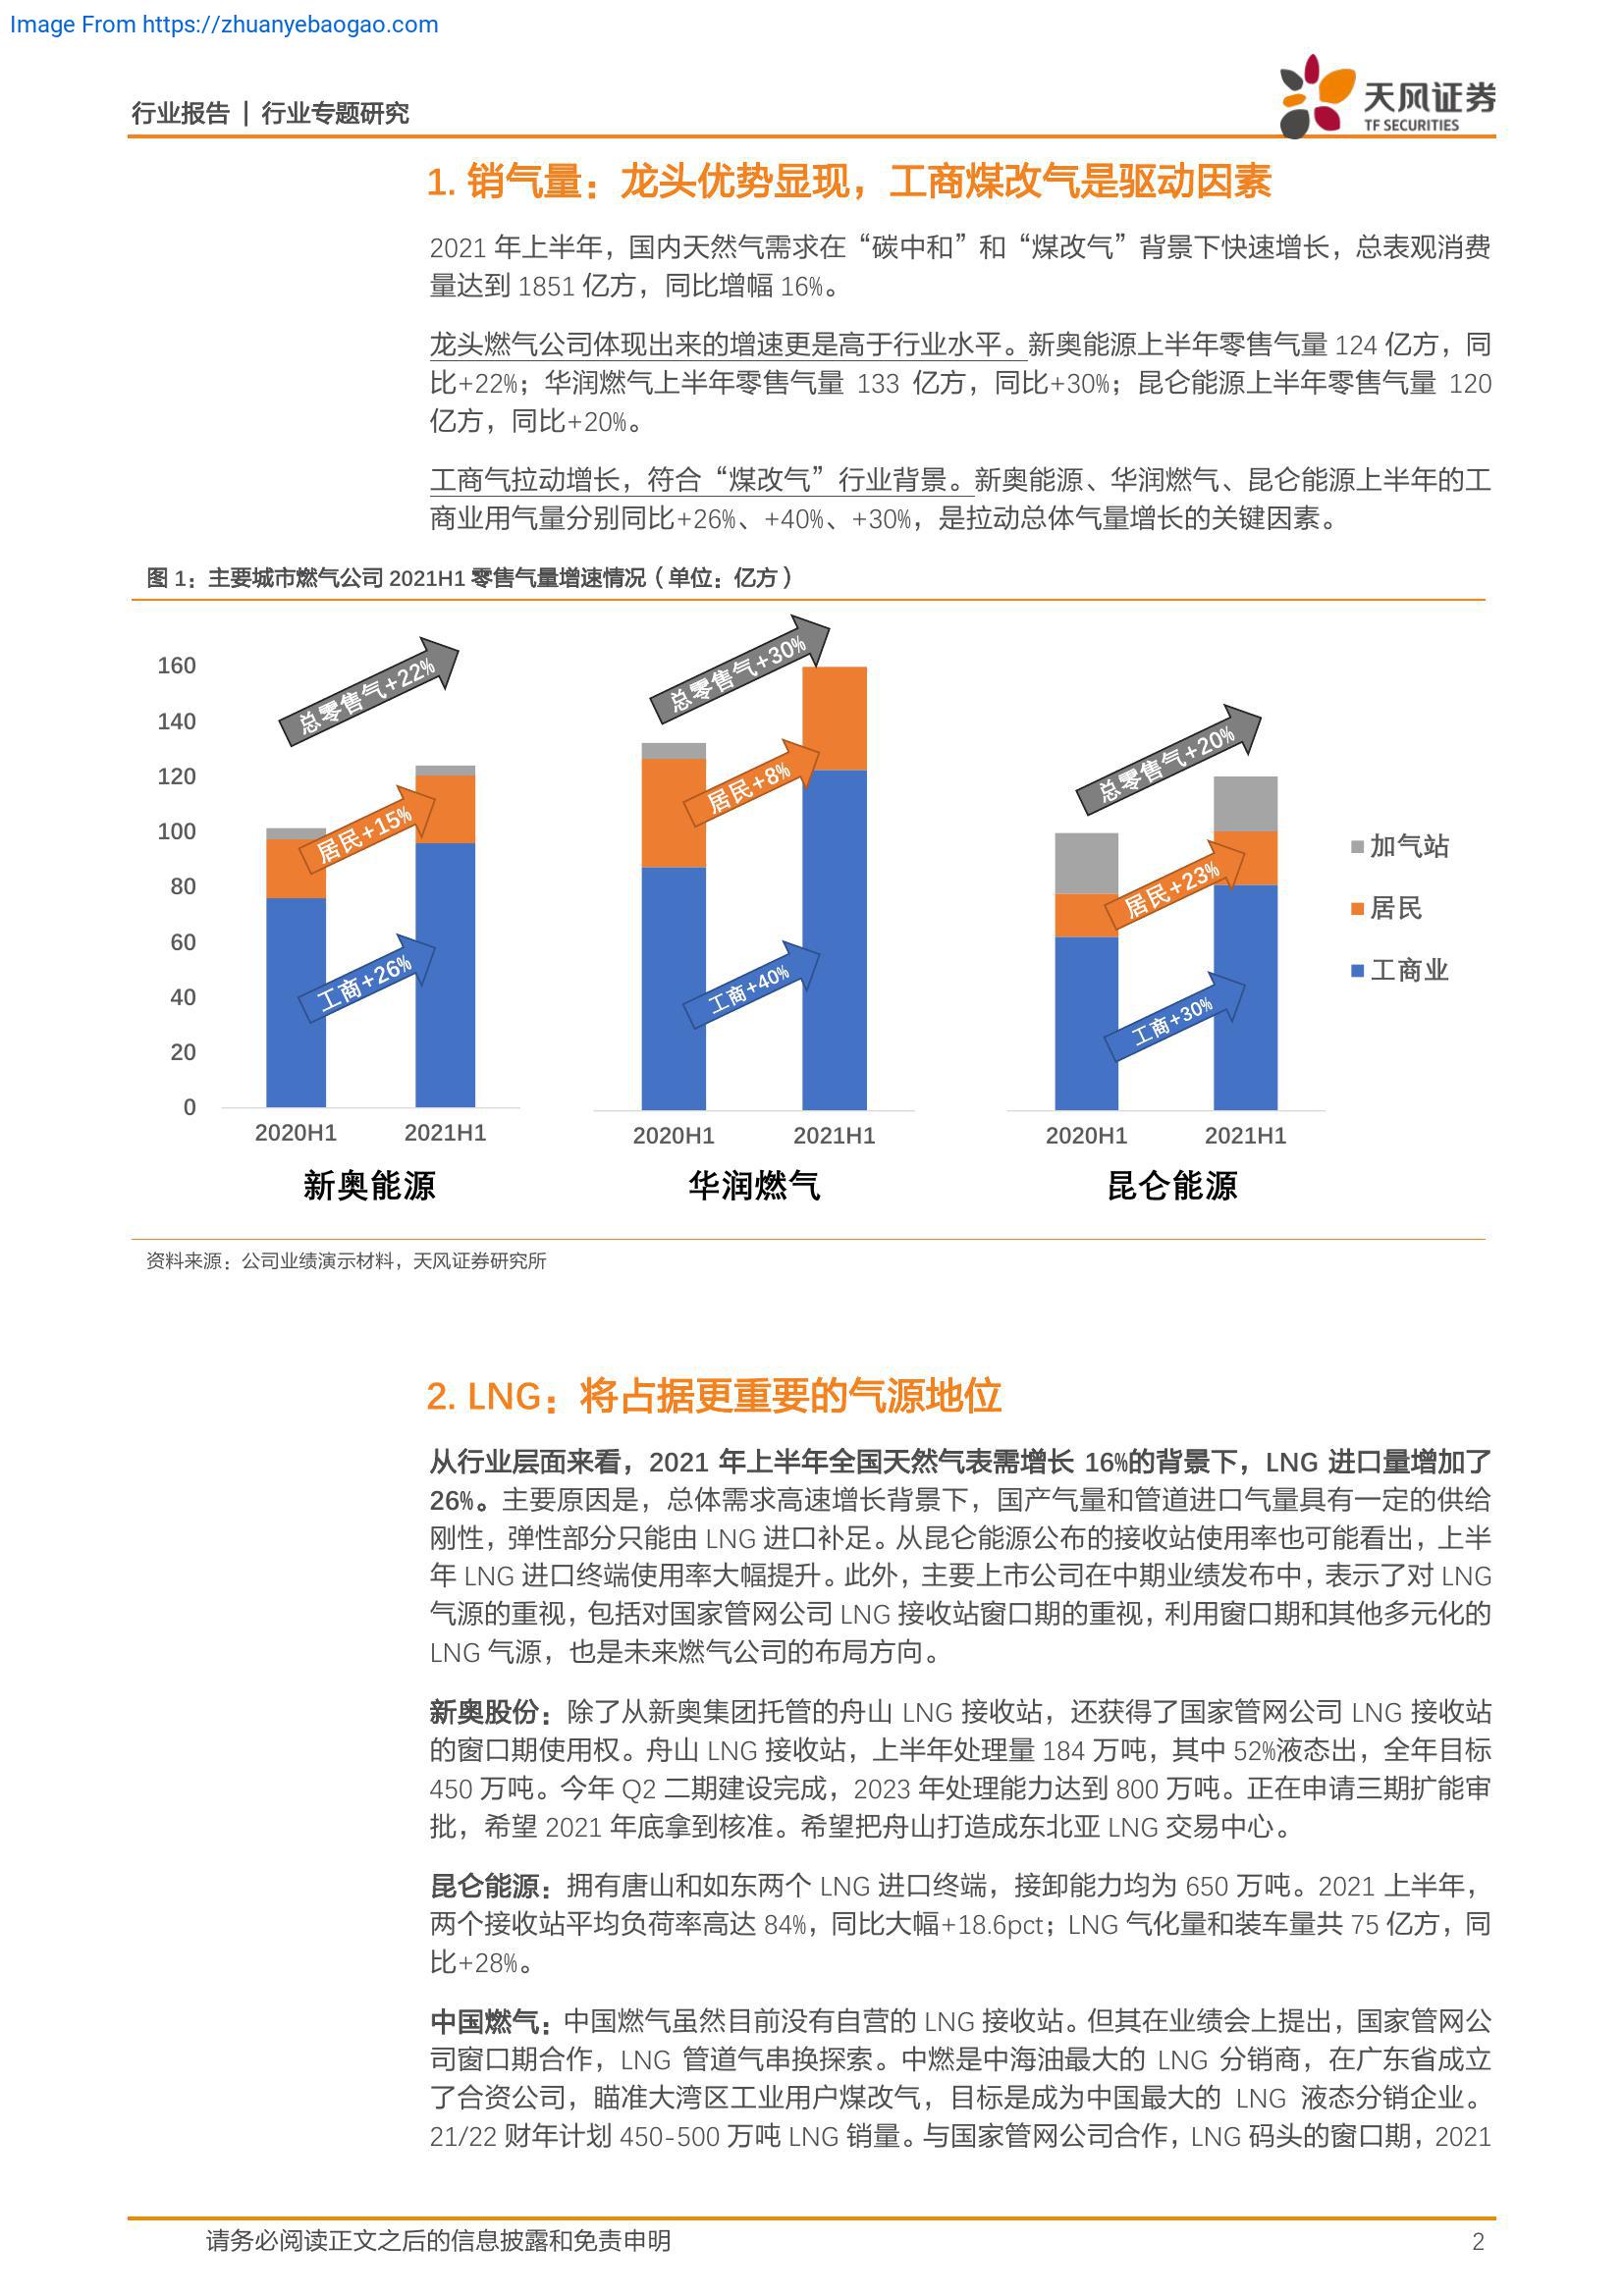 Image From https://zhuanyebaogao.com
行业报告 | 行业专题研究
天风证券
TF SECURITIES
1. 销气量：龙头优势显现，工商煤改气是驱动因素
2021 年上半年，国内天然气需求在“碳中和”和“煤改气”背景下快速增长，总表观消费
量达到 1851 亿方，同比增幅 16%。
龙头燃气公司体现出来的增速更是高于行业水平。新奥能源上半年零售气量 124 亿方，同
比+22%；华润燃气上半年零售气量 133 亿方，同比+30%；昆仑能源上半年零售气量 120
亿方，同比+20%。
工商气拉动增长，符合“煤改气”行业背景。新奥能源、华润燃气、昆仑能源上半年的工
商业用气量分别同比+26%、+40%、+30%，是拉动总体气量增长的关键因素。
图 1：主要城市燃气公司 2021H1 零售气量增速情况（单位：亿方）
160
140
120
100
80
60
40
20
0
总零售气+22%
居民+15%
工商+26%
2020H1 2021H1
新奥能源
总零售气+30%
居民+8%
工商+40%
2020H1 2021H1
华润燃气
总零售气+20%
居民+23%
工商+30%
2020H1 2021H1
昆仑能源
加气站
居民
工商业
资料来源：公司业绩演示材料，天风证券研究所
2. LNG：将占据更重要的气源地位
从行业层面来看，2021 年上半年全国天然气表需增长 16%的背景下，LNG 进口量增加了
26%。主要原因是，总体需求高速增长背景下，国产气量和管道进口气量具有一定的供给
刚性，弹性部分只能由 LNG 进口补足。从昆仑能源公布的接收站使用率也可能看出，上半
年 LNG 进口终端使用率大幅提升。此外，主要上市公司在中期业绩发布中，表示了对 LNG
气源的重视，包括对国家管网公司 LNG 接收站窗口期的重视，利用窗口期和其他多元化的
LNG 气源，也是未来燃气公司的布局方向。
新奥股份：除了从新奥集团托管的舟山 LNG 接收站，还获得了国家管网公司 LNG 接收站
的窗口期使用权。舟山 LNG 接收站，上半年处理量 184 万吨，其中 52%液态出，全年目标
450 万吨。今年 Q2 二期建设完成，2023 年处理能力达到 800 万吨。正在申请三期扩能审
批，希望 2021 年底拿到核准。希望把舟山打造成东北亚 LNG 交易中心。
昆仑能源：拥有唐山和如东两个 LNG 进口终端，接卸能力均为 650 万吨。2021 上半年，
两个接收站平均负荷率高达 84%，同比大幅+18.6pct；LNG 气化量和装车量共 75 亿方，同
比+28%。
中国燃气：中国燃气虽然目前没有自营的 LNG 接收站。但其在业绩会上提出，国家管网公
司窗口期合作，LNG 管道气串换探索。中燃是中海油最大的 LNG 分销商，在广东省成立
了合资公司，瞄准大湾区工业用户煤改气，目标是成为中国最大的 LNG 液态分销企业。
21/22 财年计划 450-500 万吨 LNG 销量。与国家管网公司合作，LNG 码头的窗口期，2021
请务必阅读正文之后的信息披露和免责申明
2